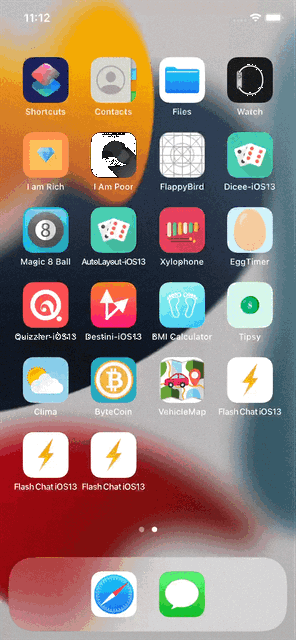 11:12
Shortcuts
Contacts
Files
Watch
I am Rich
I Am Poor
FlappyBird
Dicee-iOS13
8
Magic 8 Ball
AutoLayout-iOS13
Xylophone
EggTimer
Quizzler-iOS13
Destini-iOS13
BMI Calculator
Tipsy
Clima
ByteCoin
VehicleMap
Flash Chat iOS13
Flash Chat iOS13
Flash Chat iOS13